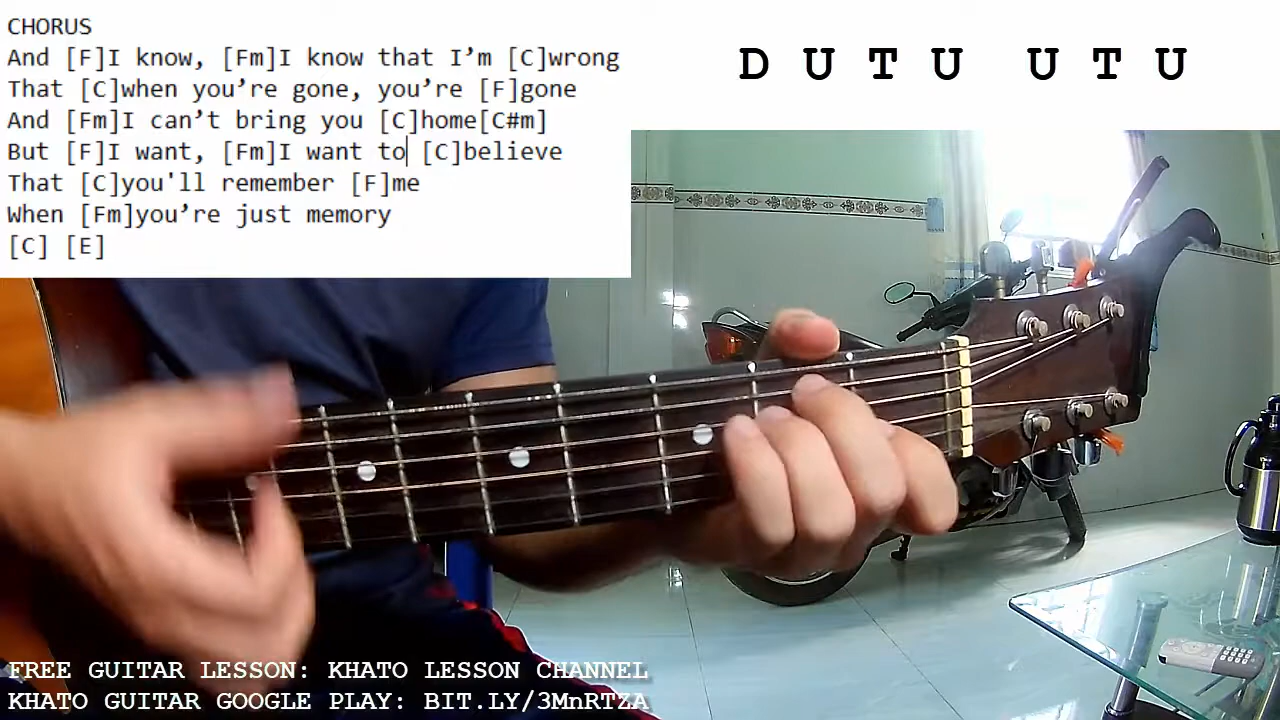 CHORUS
And [F]I know, [Fm]I know that I’m [C]wrong
That [C]when you’re gone, you’re [F]gone
And [Fm]I can’t bring you [C]home[C#m]
But [F]I want, [Fm]I want to [C]believe
That [C]you'll remember [F]me
When [Fm]you’re just memory
[C] [E]
D U T U U T U
FREE GUITAR LESSON: KHATO LESSON CHANNEL
KHATO GUITAR GOOGLE PLAY: BIT.LY/3MnRTZA